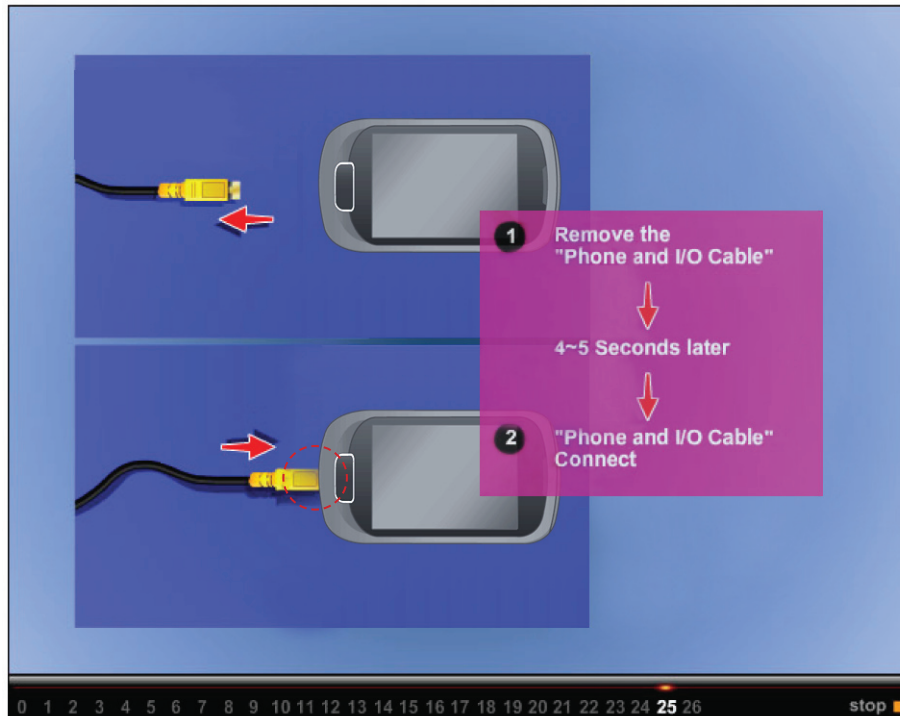 1 Remove the
"Phone and I/O Cable"
4~5 Seconds later
2 "Phone and I/O Cable"
Connect
0 1 2 3 4 5 6 7 8 9 10 11 12 13 14 15 16 17 18 19 20 21 22 23 24 25 26 stop